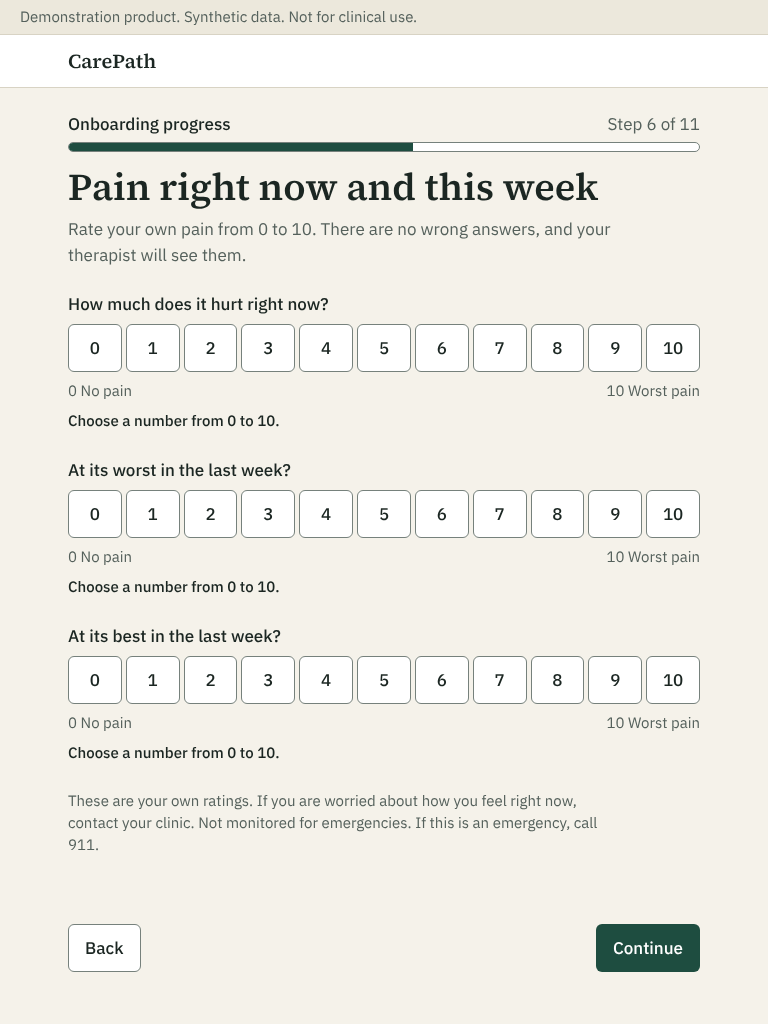 Demonstration product. Synthetic data. Not for clinical use.
CarePath
Onboarding progress
Step 6 of 11
Pain right now and this week
Rate your own pain from 0 to 10. There are no wrong answers, and your
therapist will see them.
How much does it hurt right now?
0 1 2 3 4 5 6 7 8 9 10
0 No pain
10 Worst pain
Choose a number from 0 to 10.
At its worst in the last week?
0 1 2 3 4 5 6 7 8 9 10
0 No pain
10 Worst pain
Choose a number from 0 to 10.
At its best in the last week?
0 1 2 3 4 5 6 7 8 9 10
0 No pain
10 Worst pain
Choose a number from 0 to 10.
These are your own ratings. If you are worried about how you feel right now,
contact your clinic. Not monitored for emergencies. If this is an emergency, call
911.
Back
Continue